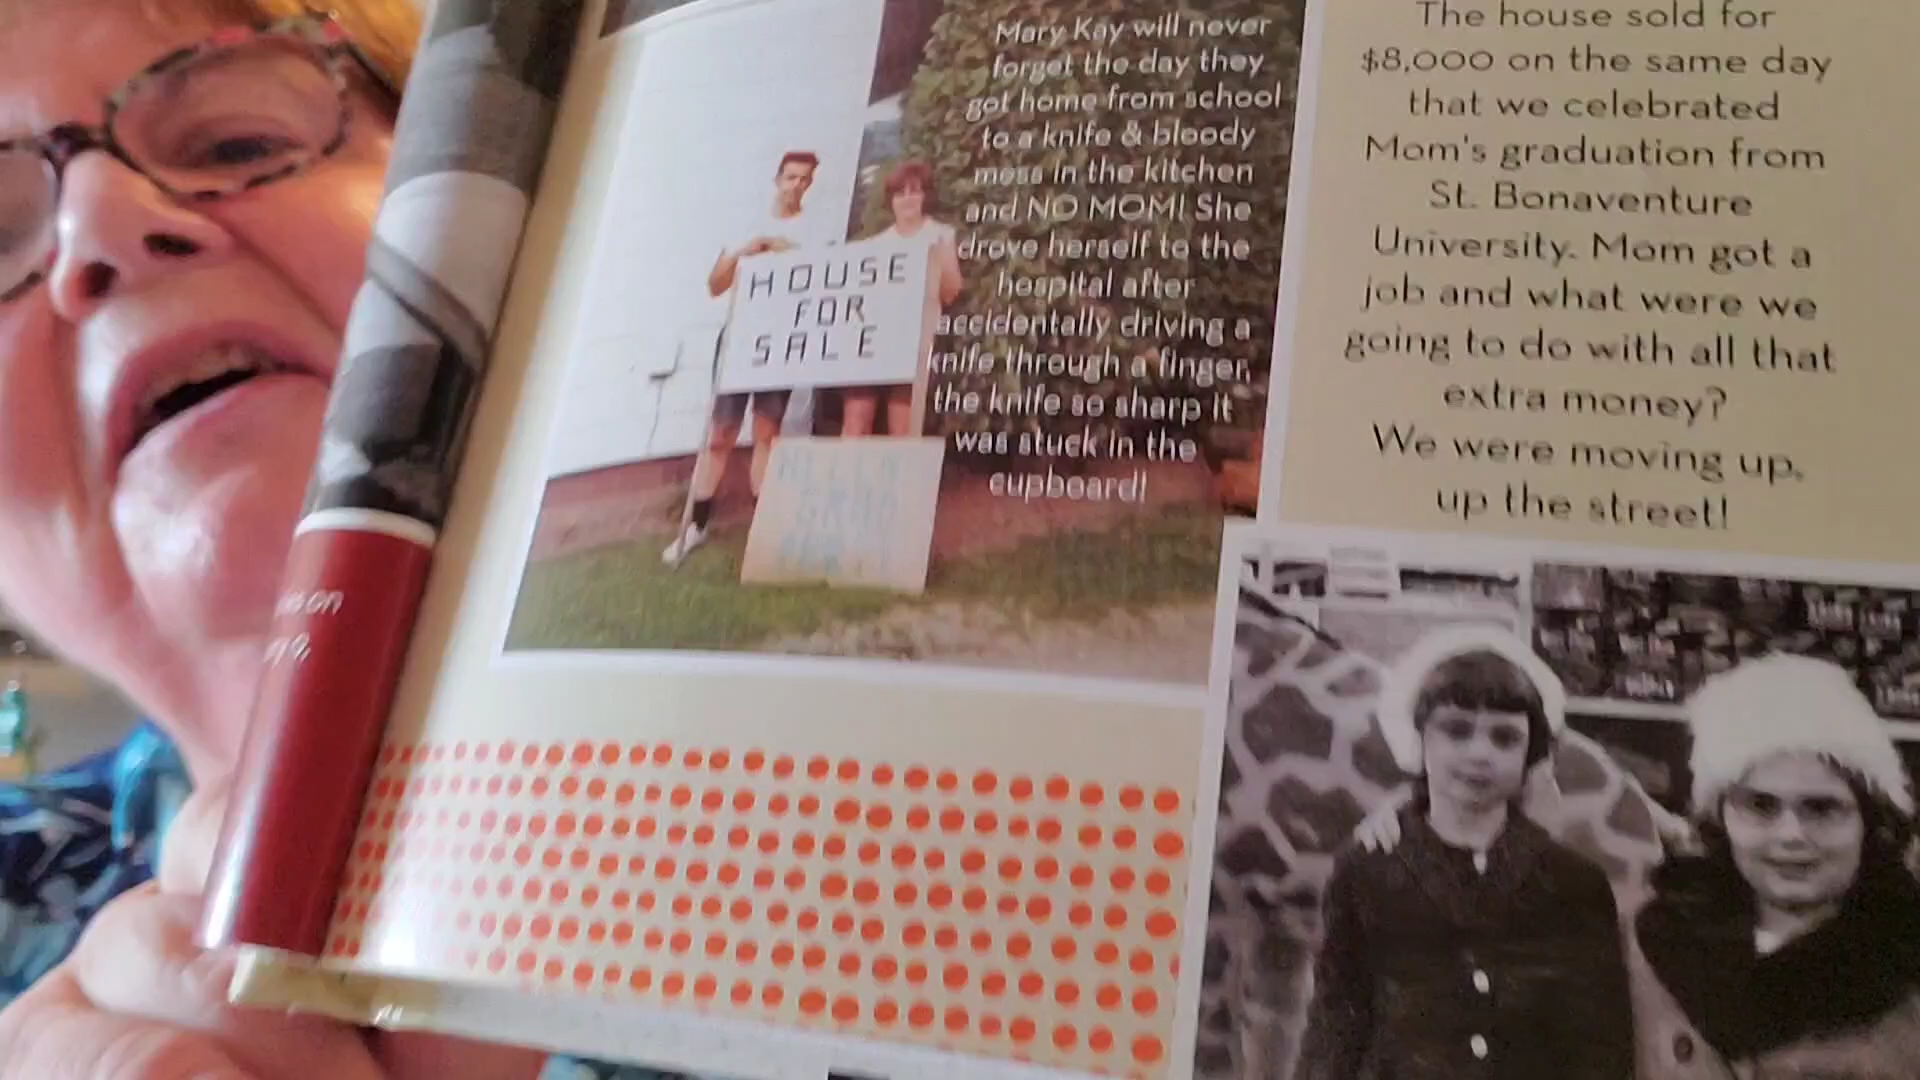 Mary Kay will never
forget the day they
got home from school
to a knife & bloody
mess in the kitchen
and NO MOM! She
drove herself to the
hospital after
accidentally driving a
knife through a finger,
the knife so sharp it
was stuck in the
cupboard!
HOUSE
FOR
SALE
The house sold for
$8,000 on the same day
that we celebrated
Mom's graduation from
St. Bonaventure
University. Mom got a
job and what were we
going to do with all that
extra money?
We were moving up,
up the street!